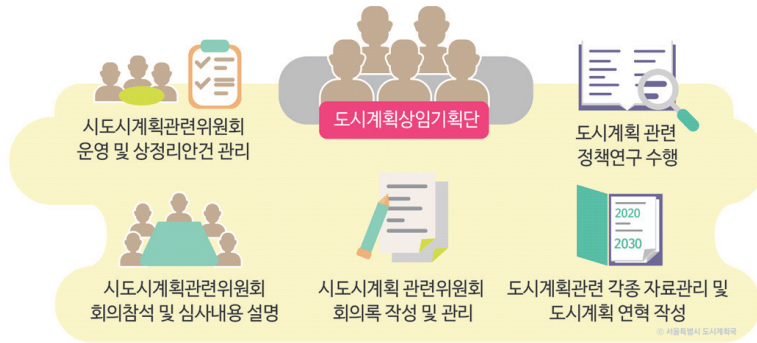 도시계획상임기획단
시도시계획관련위원회
운영 및 상정리안건 관리
도시계획 관련
정책연구 수행
시도시계획관련위원회
회의참석 및 심사내용 설명
시도시계획 관련위원회
회의록 작성 및 관리
2020
2030
도시계획관련 각종 자료관리 및
도시계획 연혁 작성
© 서울특별시 도시계획국